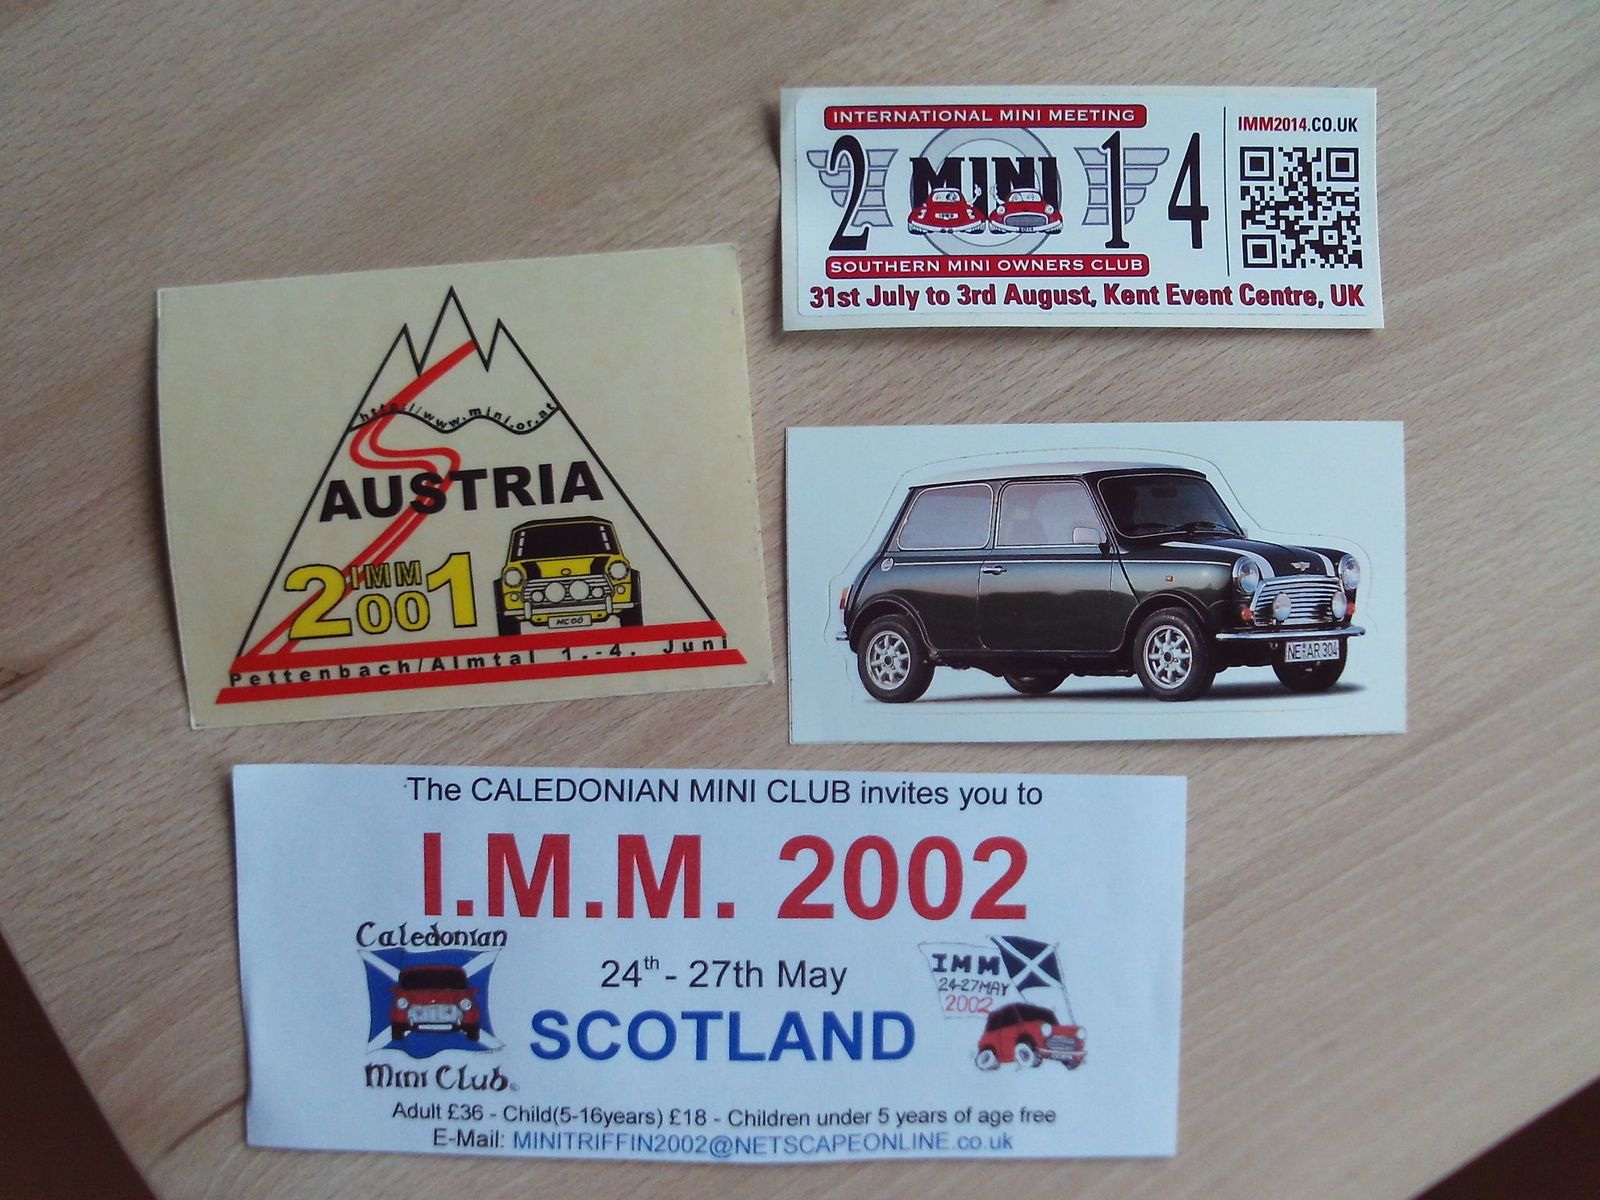 INTERNATIONAL MINI MEETING
2 MINI 14
SOUTHERN MINI OWNERS CLUB
31st July to 3rd August, Kent Event Centre, UK
IMM2014.CO.UK
http://www.mini.or.at
AUSTRIA
2001
IMM
MC 00
Pettenbach/Almtal 1.-4. Juni
NE AR 304
The CALEDONIAN MINI CLUB invites you to
I.M.M. 2002
24th - 27th May
SCOTLAND
Caledonian
Mini Club
IMM
24-27MAY
2002
Adult £36 - Child(5-16years) £18 - Children under 5 years of age free
E-Mail: MINITRIFFIN2002@NETSCAPEONLINE.co.uk